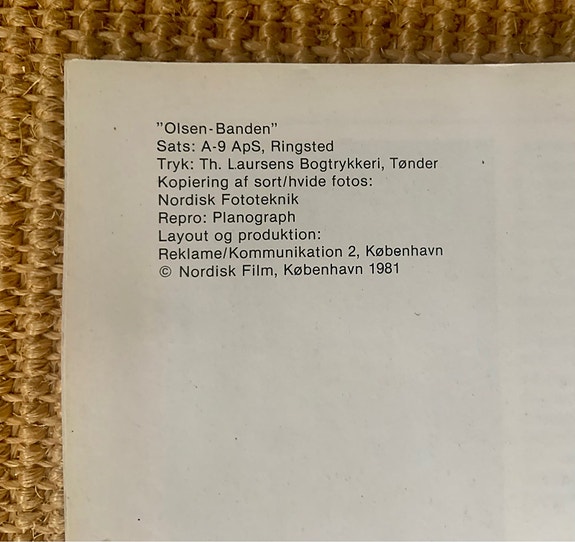 ”Olsen-Banden”
Sats: A-9 ApS, Ringsted
Tryk: Th. Laursens Bogtrykkeri, Tønder
Kopiering af sort/hvide fotos:
Nordisk Fototeknik
Repro: Planograph
Layout og produktion:
Reklame/Kommunikation 2, København
© Nordisk Film, København 1981